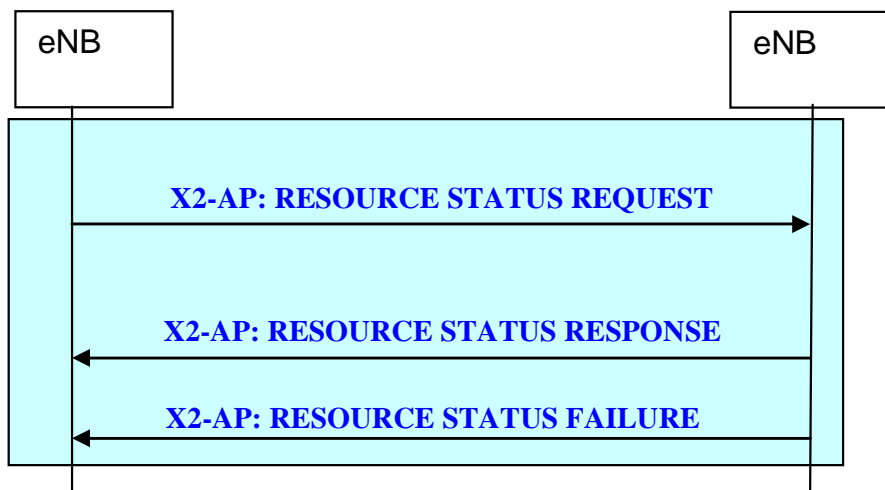 eNB
eNB
X2-AP: RESOURCE STATUS REQUEST
X2-AP: RESOURCE STATUS RESPONSE
X2-AP: RESOURCE STATUS FAILURE